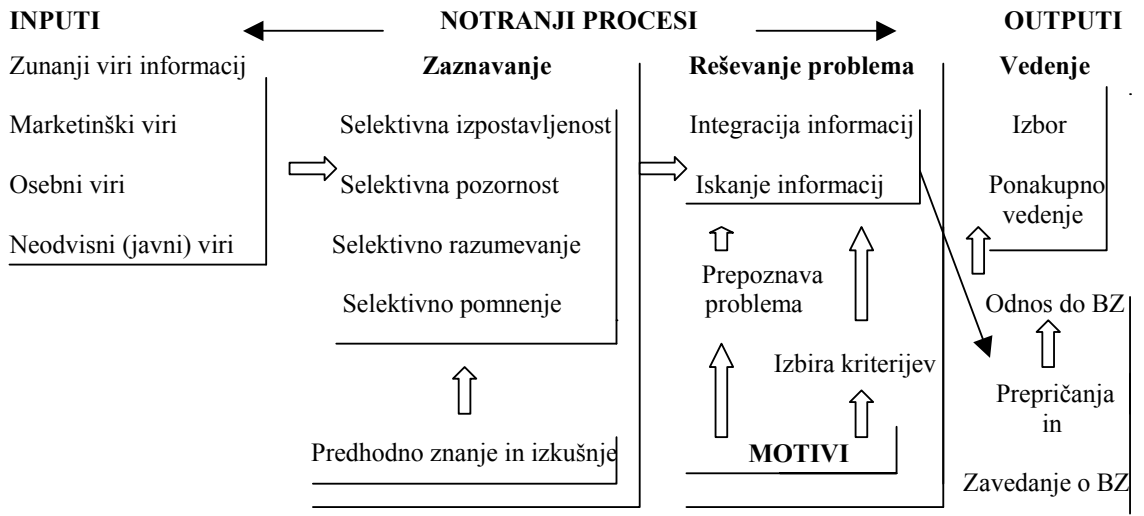 INPUTI
NOTRANJI PROCESI
OUTPUTI
Zunanji viri informacij
Marketinški viri
Osebni viri
Neodvisni (javni) viri
Zaznavanje
Selektivna izpostavljenost
Selektivna pozornost
Selektivno razumevanje
Selektivno pomnenje
Predhodno znanje in izkušnje
Reševanje problema
Integracija informacij
Iskanje informacij
Prepoznava
problema
Izbira kriterijev
MOTIVI
Vedenje
Izbor
Ponakupno
vedenje
Odnos do BZ
Prepričanja
in
Zavedanje o BZ